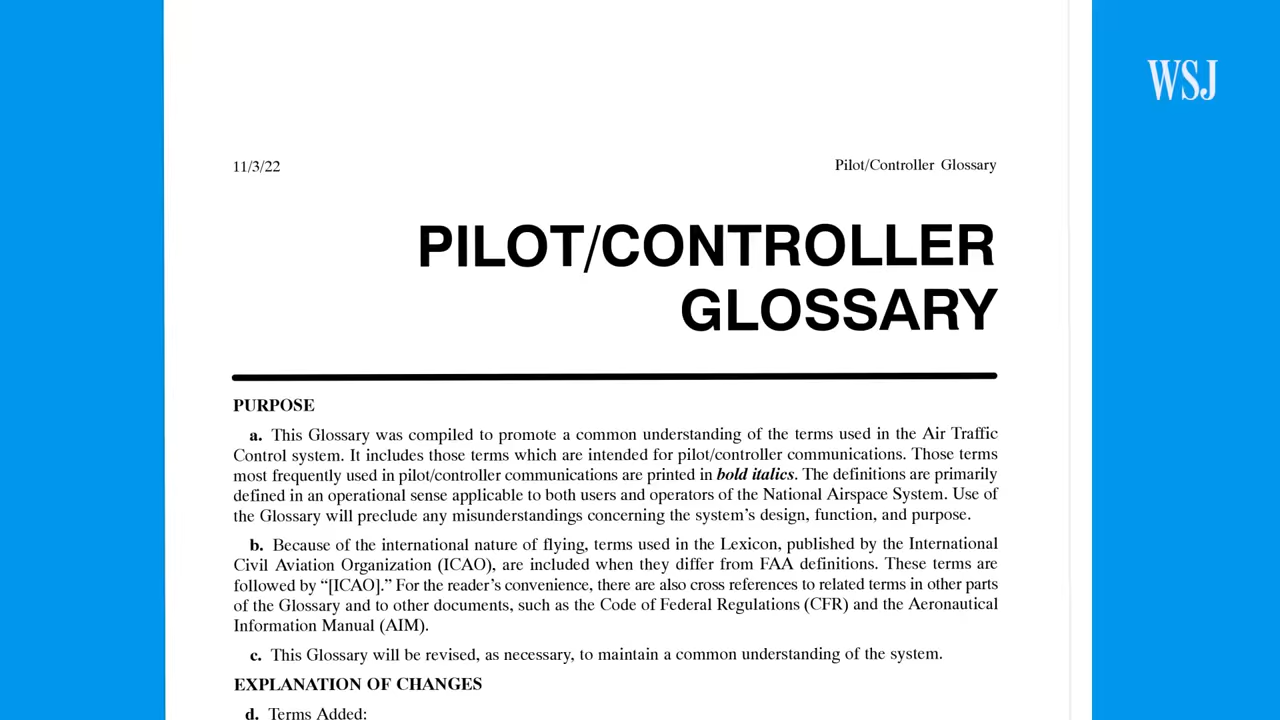 WSJ
11/3/22 Pilot/Controller Glossary
PILOT/CONTROLLER
GLOSSARY
PURPOSE
a. This Glossary was compiled to promote a common understanding of the terms used in the Air Traffic
Control system. It includes those terms which are intended for pilot/controller communications. Those terms
most frequently used in pilot/controller communications are printed in bold italics. The definitions are primarily
defined in an operational sense applicable to both users and operators of the National Airspace System. Use of
the Glossary will preclude any misunderstandings concerning the system's design, function, and purpose.
b. Because of the international nature of flying, terms used in the Lexicon, published by the International
Civil Aviation Organization (ICAO), are included when they differ from FAA definitions. These terms are
followed by “[ICAO].” For the reader's convenience, there are also cross references to related terms in other parts
of the Glossary and to other documents, such as the Code of Federal Regulations (CFR) and the Aeronautical
Information Manual (AIM).
c. This Glossary will be revised, as necessary, to maintain a common understanding of the system.
EXPLANATION OF CHANGES
d. Terms Added: